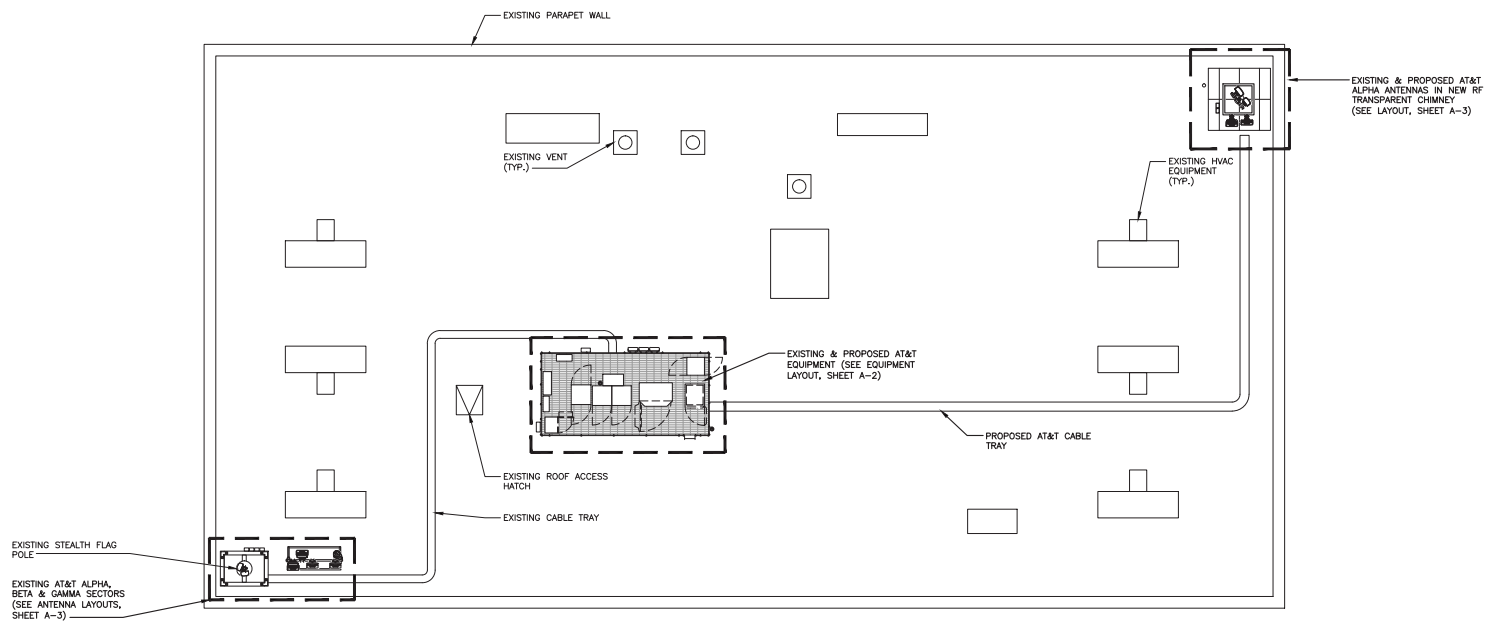 EXISTING PARAPET WALL
EXISTING & PROPOSED AT&T
ALPHA ANTENNAS IN NEW RF
TRANSPARENT CHIMNEY
(SEE LAYOUT, SHEET A-3)
EXISTING VENT
(TYP.)
EXISTING HVAC
EQUIPMENT
(TYP.)
EXISTING & PROPOSED AT&T
EQUIPMENT (SEE EQUIPMENT
LAYOUT, SHEET A-2)
PROPOSED AT&T CABLE
TRAY
EXISTING ROOF ACCESS
HATCH
EXISTING CABLE TRAY
EXISTING STEALTH FLAG
POLE
EXISTING AT&T ALPHA,
BETA & GAMMA SECTORS
(SEE ANTENNA LAYOUTS,
SHEET A-3)